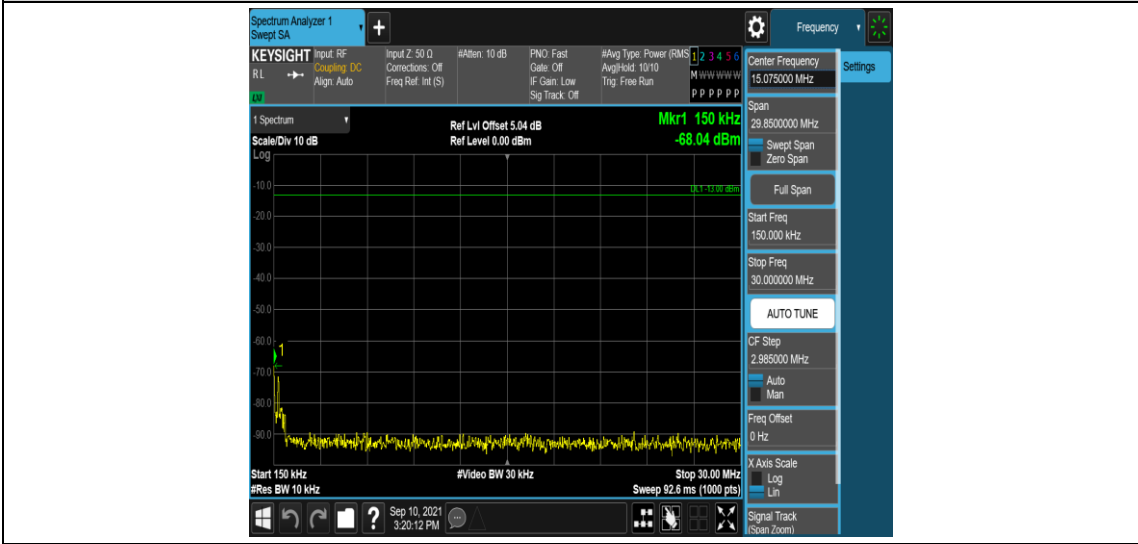 Spectrum Analyzer 1
Swept SA
+
Frequency
KEYSIGHT
RL
Input: RF
Coupling: DC
Align: Auto
Input Z: 50 Ω
Corrections: Off
Freq Ref: Int (S)
#Atten: 10 dB
PNO: Fast
Gate: Off
IF Gain: Low
Sig Track: Off
#Avg Type: Power (RMS
Avg|Hold: 10/10
Trig: Free Run
1 2 3 4 5 6
M W W W W W
P P P P P P
1 Spectrum
Scale/Div 10 dB
Log
Ref Lvl Offset 5.04 dB
Ref Level 0.00 dBm
Mkr1 150 kHz
-68.04 dBm
DL1 -13.00 dBm
-10.0
-20.0
-30.0
-40.0
-50.0
-60.0
-70.0
-80.0
-90.0
1
Start 150 kHz
#Res BW 10 kHz
#Video BW 30 kHz
Stop 30.00 MHz
Sweep 92.6 ms (1000 pts)
?
Sep 10, 2021
3:20:12 PM
Center Frequency
15.075000 MHz
Settings
Span
29.8500000 MHz
Swept Span
Zero Span
Full Span
Start Freq
150.000 kHz
Stop Freq
30.000000 MHz
AUTO TUNE
CF Step
2.985000 MHz
Auto
Man
Freq Offset
0 Hz
X Axis Scale
Log
Lin
Signal Track
(Span Zoom)